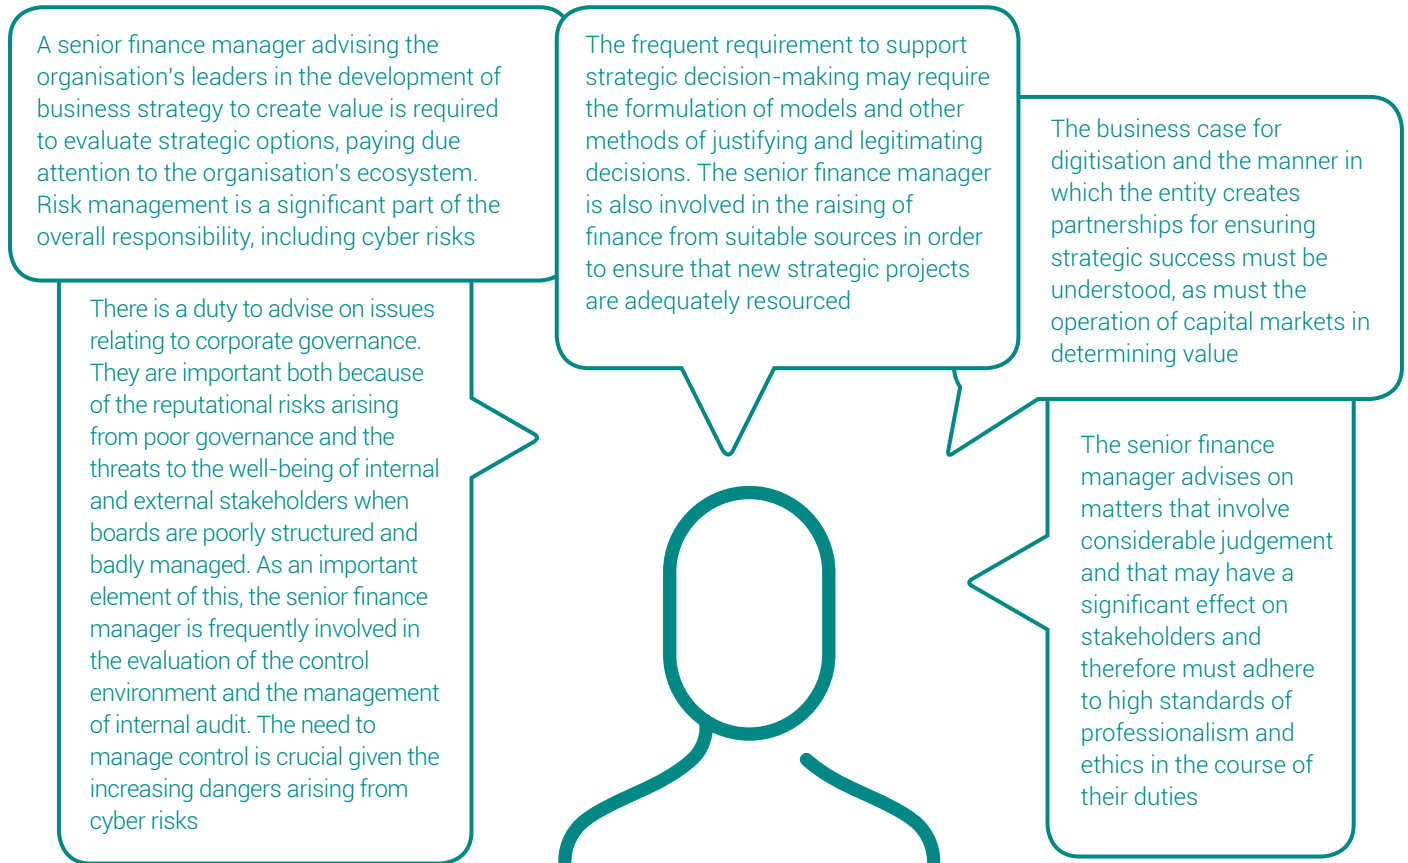 A senior finance manager advising the
organisation's leaders in the development of
business strategy to create value is required
to evaluate strategic options, paying due
attention to the organisation's ecosystem.
Risk management is a significant part of the
overall responsibility, including cyber risks
The frequent requirement to support
strategic decision-making may require
the formulation of models and other
methods of justifying and legitimating
decisions. The senior finance manager
is also involved in the raising of
finance from suitable sources in order
to ensure that new strategic projects
are adequately resourced
The business case for
digitisation and the manner in
which the entity creates
partnerships for ensuring
strategic success must be
understood, as must the
operation of capital markets in
determining value
There is a duty to advise on issues
relating to corporate governance.
They are important both because
of the reputational risks arising
from poor governance and the
threats to the well-being of internal
and external stakeholders when
boards are poorly structured and
badly managed. As an important
element of this, the senior finance
manager is frequently involved in
the evaluation of the control
environment and the management
of internal audit. The need to
manage control is crucial given the
increasing dangers arising from
cyber risks
The senior finance
manager advises on
matters that involve
considerable judgement
and that may have a
significant effect on
stakeholders and
therefore must adhere
to high standards of
professionalism and
ethics in the course of
their duties